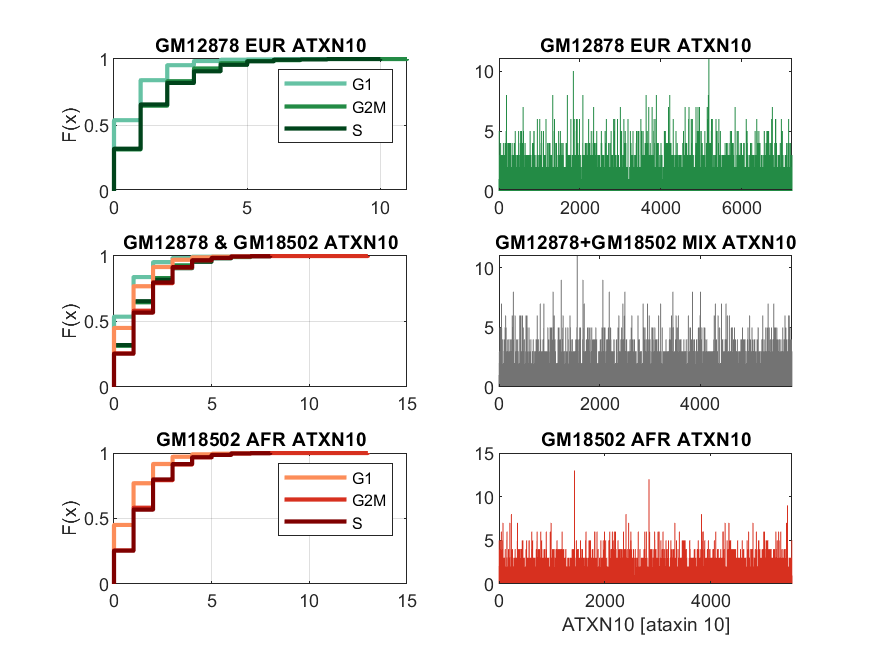 GM12878 EUR ATXN10
F(x)
1
0.5
0
0 5 10
G1
G2M
S
GM12878 EUR ATXN10
10
5
0
0 2000 4000 6000
GM12878 & GM18502 ATXN10
F(x)
1
0.5
0
0 5 10 15
GM12878+GM18502 MIX ATXN10
10
5
0
0 2000 4000
GM18502 AFR ATXN10
F(x)
1
0.5
0
0 5 10 15
G1
G2M
S
GM18502 AFR ATXN10
15
10
5
0
0 2000 4000
ATXN10 [ataxin 10]